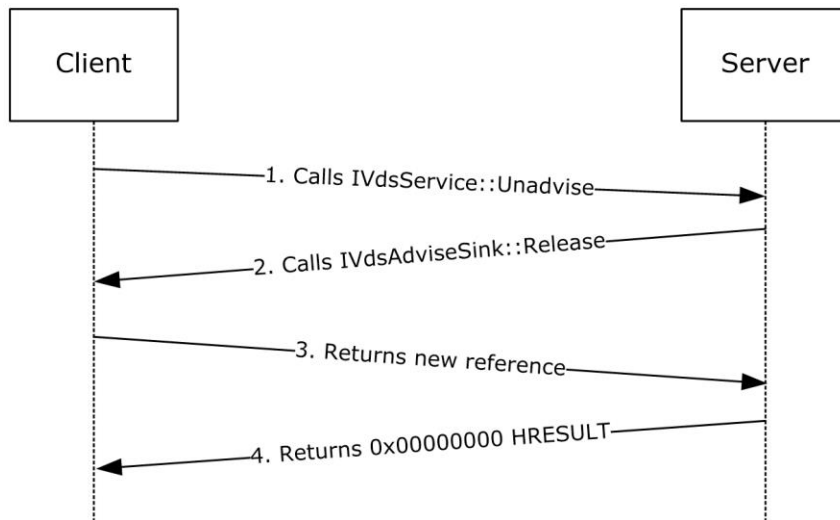 Client
Server
1. Calls IVdsService::Unadvise
2. Calls IVdsAdviseSink::Release
3. Returns new reference
4. Returns 0x00000000 HRESULT